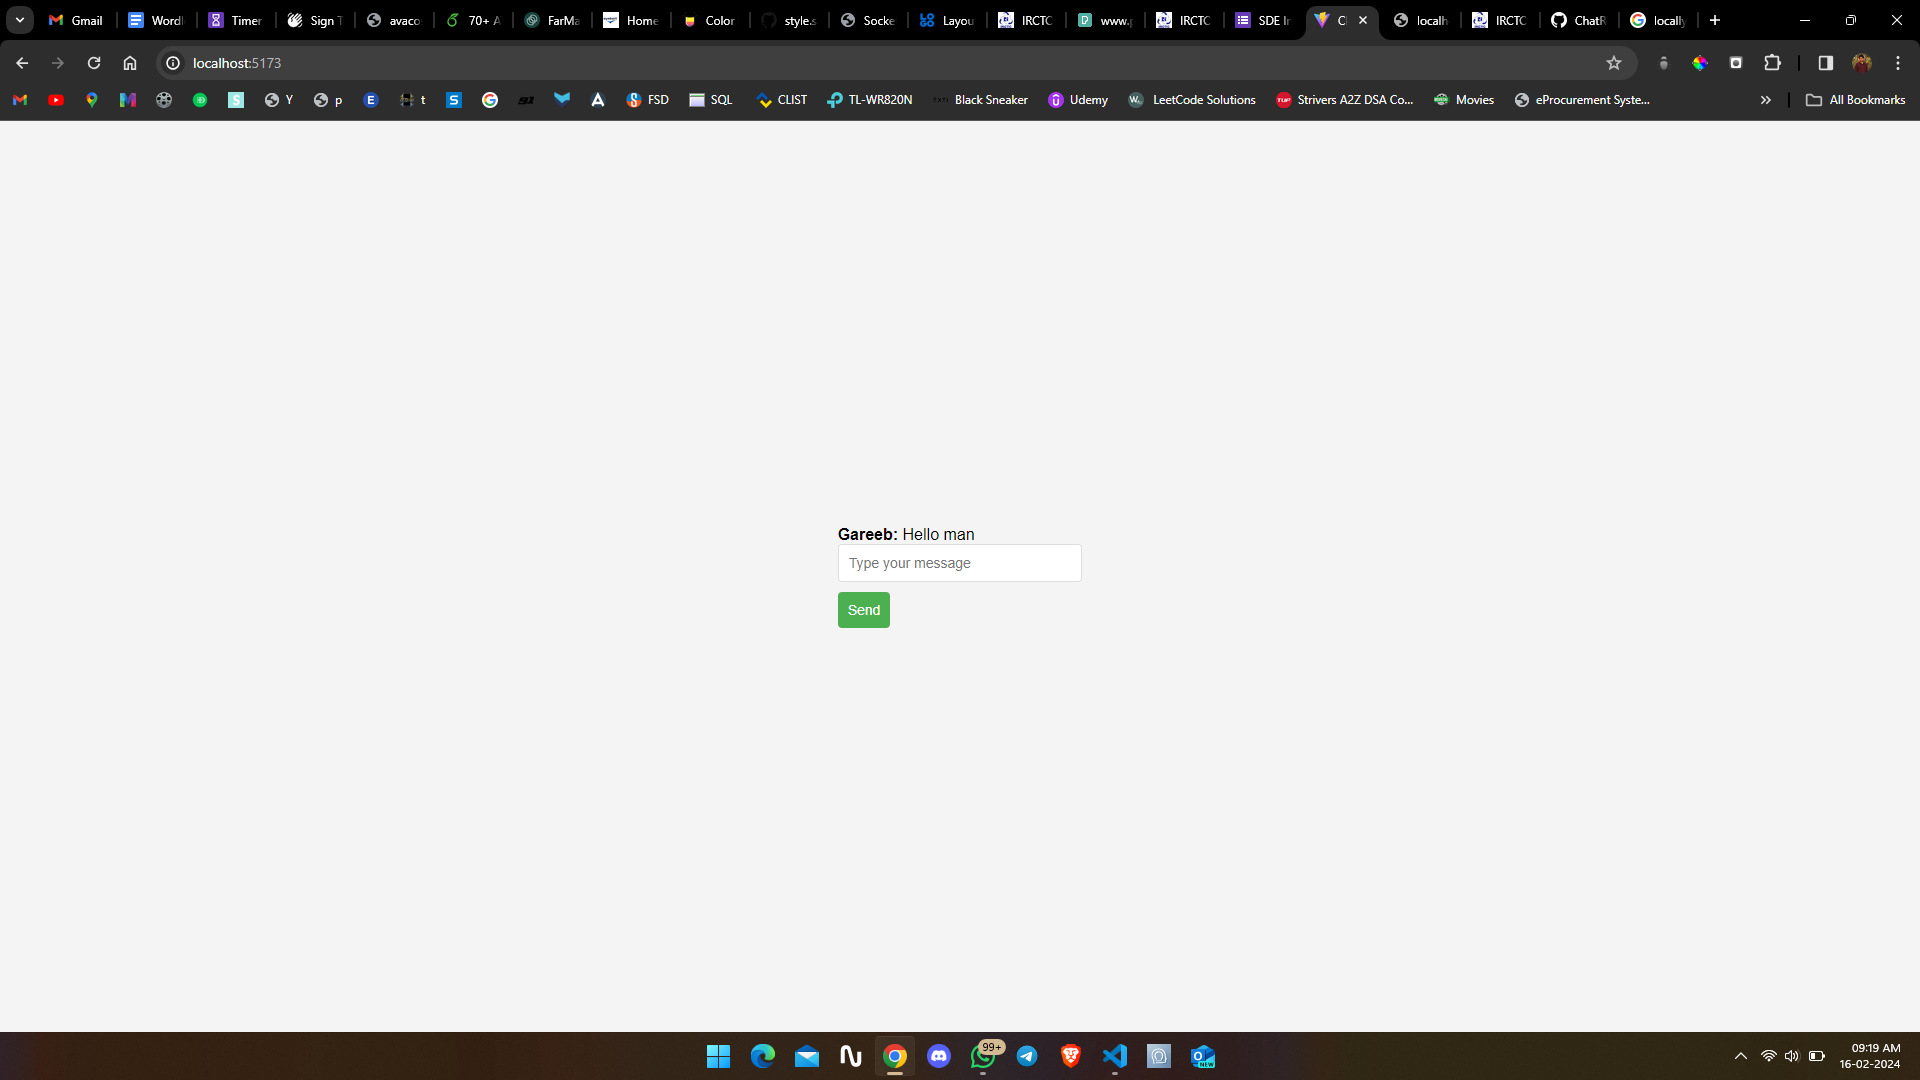 Gmail
Wordl
Timer
Sign T
avaco
70+ A
FarMa
Home
Color
style.s
Socke
Layou
IRCTC
www.p
IRCTC
SDE In
localh
IRCTC
ChatR
locally
localhost:5173
Y
p
t
FSD
SQL
CLIST
TL-WR820N
Black Sneaker
Udemy
LeetCode Solutions
Strivers A2Z DSA Co...
Movies
eProcurement Syste...
All Bookmarks
Gareeb: Hello man
Type your message
Send
99+
09:19 AM
16-02-2024